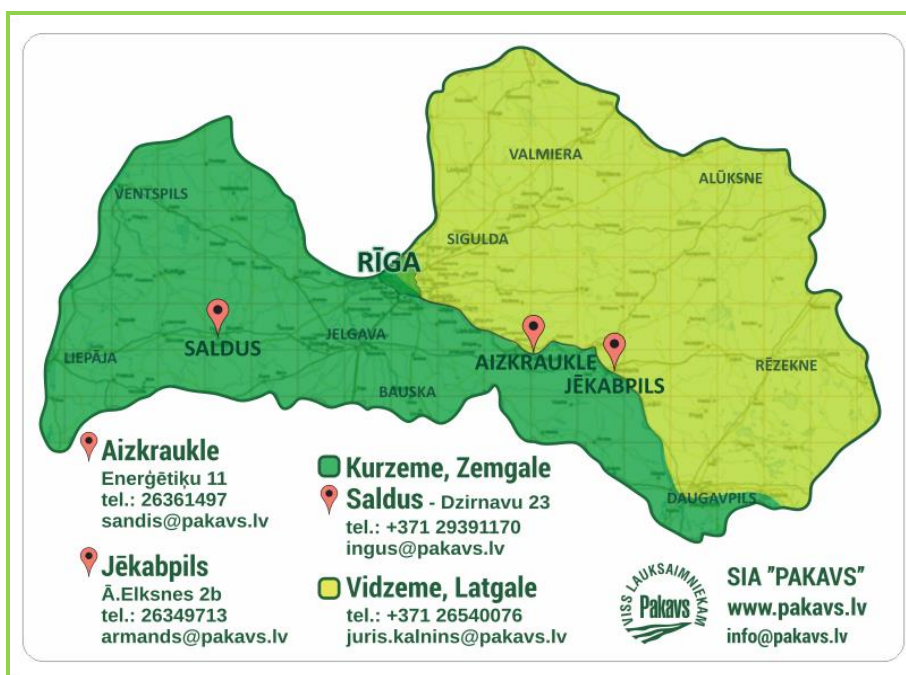 VALMIERA
ALŪKSNE
VENTSPILS
SIGULDA
RĪGA
JELGAVA
SALDUS
LIEPĀJA
AIZKRAUKLE
RĒZEKNE
JĒKABPILS
BAUSKA
DAUGAVPILS
Aizkraukle
Enerģētiķu 11
tel.: 26361497
sandis@pakavs.lv
Jēkabpils
Ā.Elksnes 2b
tel.: 26349713
armands@pakavs.lv
Kurzeme, Zemgale
Saldus - Dzirnavu 23
tel.: +371 29391170
ingus@pakavs.lv
Vidzeme, Latgale
tel.: +371 26540076
juris.kalnins@pakavs.lv
VISS LAUKSAIMNIEKAM
Pakavs
SIA "PAKAVS"
www.pakavs.lv
info@pakavs.lv